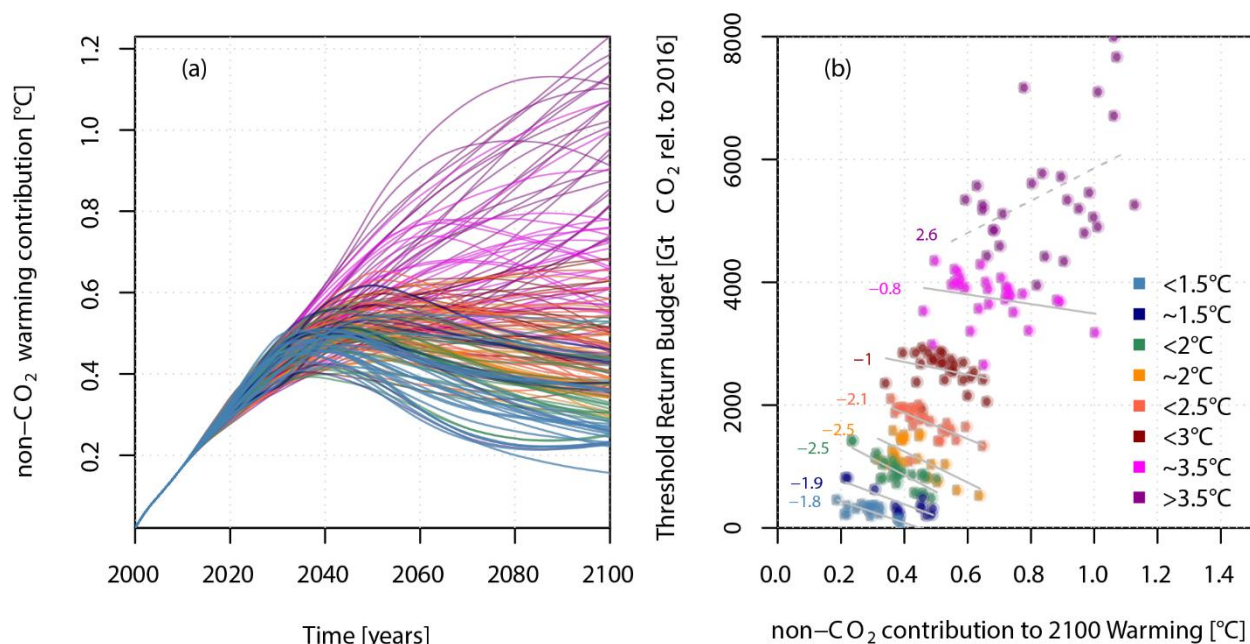 (a)
non−CO2 warming contribution [°C]
1.2
1.0
0.8
0.6
0.4
0.2
2000 2020 2040 2060 2080 2100
Time [years]
(b)
Threshold Return Budget [Gt CO2 rel. to 2016]
8000
6000
4000
2000
0
2.6
−0.8
−1
−2.1
−2.5
−2.5
−1.9
−1.8
<1.5°C
~1.5°C
<2°C
~2°C
<2.5°C
<3°C
~3.5°C
>3.5°C
0.0 0.2 0.4 0.6 0.8 1.0 1.2 1.4
non−CO2 contribution to 2100 Warming [°C]